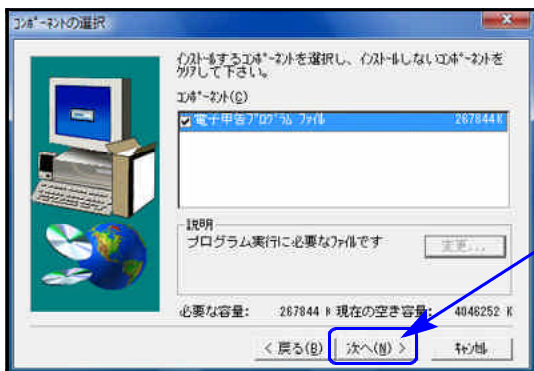 コンポーネントの選択
インストールするコンポーネントを選択し、インストールしないコンポーネントを
クリアして下さい。
コンポーネント(C)
電子申告プログラム ファイル 267844 K
説明
プログラム実行に必要なファイルです
変更...
必要な容量: 267844 K 現在の空き容量: 4046252 K
< 戻る(B) 次へ(N) > キャンセル